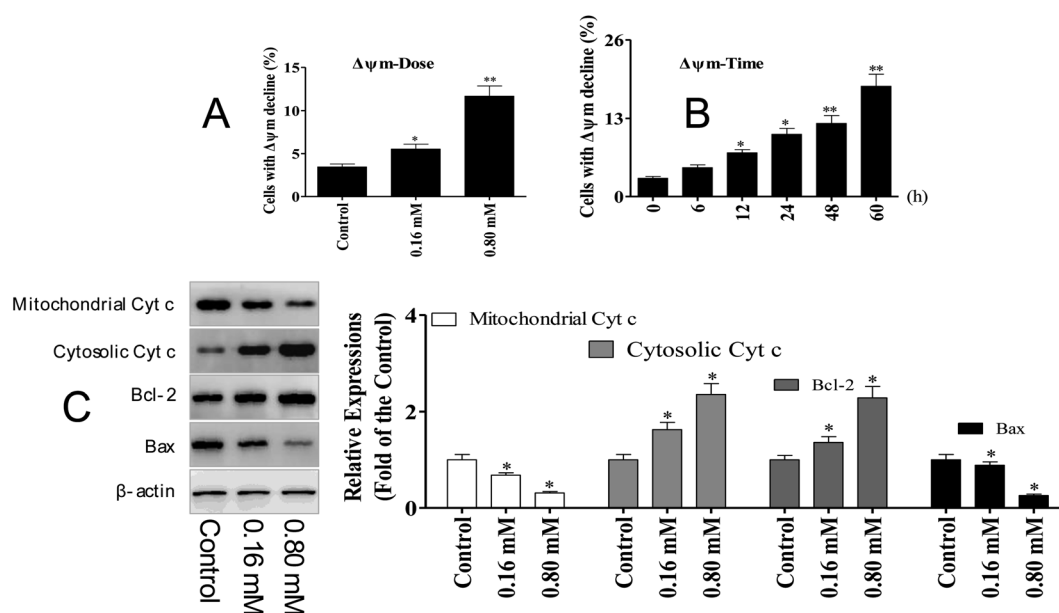 Δψm-Dose
Cells with Δψm decline (%)
15
10
5
0
*
**
Control
0.16 mM
0.80 mM
A
Δψm-Time
Cells with Δψm decline (%)
26
13
0
*
*
**
**
0
6
12
24
48
60
(h)
B
Mitochondrial Cyt c
Cytosolic Cyt c
Bcl-2
Bax
β-actin
C
Control
0.16 mM
0.80 mM
Relative Expressions
(Fold of the Control)
4
2
0
Mitochondrial Cyt c
Cytosolic Cyt c
Bcl-2
Bax
*
*
*
*
*
*
*
*
Control
0.16 mM
0.80 mM
Control
0.16 mM
0.80 mM
Control
0.16 mM
0.80 mM
Control
0.16 mM
0.80 mM